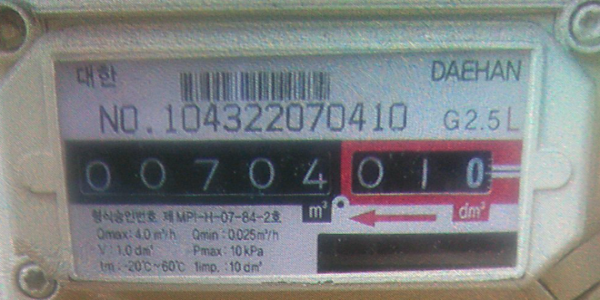 대한 DAEHAN
NO.104322070410 G2.5L
00704 010
m³ dm³
형식승인번호 제 MPI-H-07-84-2호
Qmax: 4.0 m³/h Qmin : 0.025m³/h
V : 1.0 dm³ Pmax : 10 kPa
tm : -20℃~60℃ 1imp. : 10 dm³